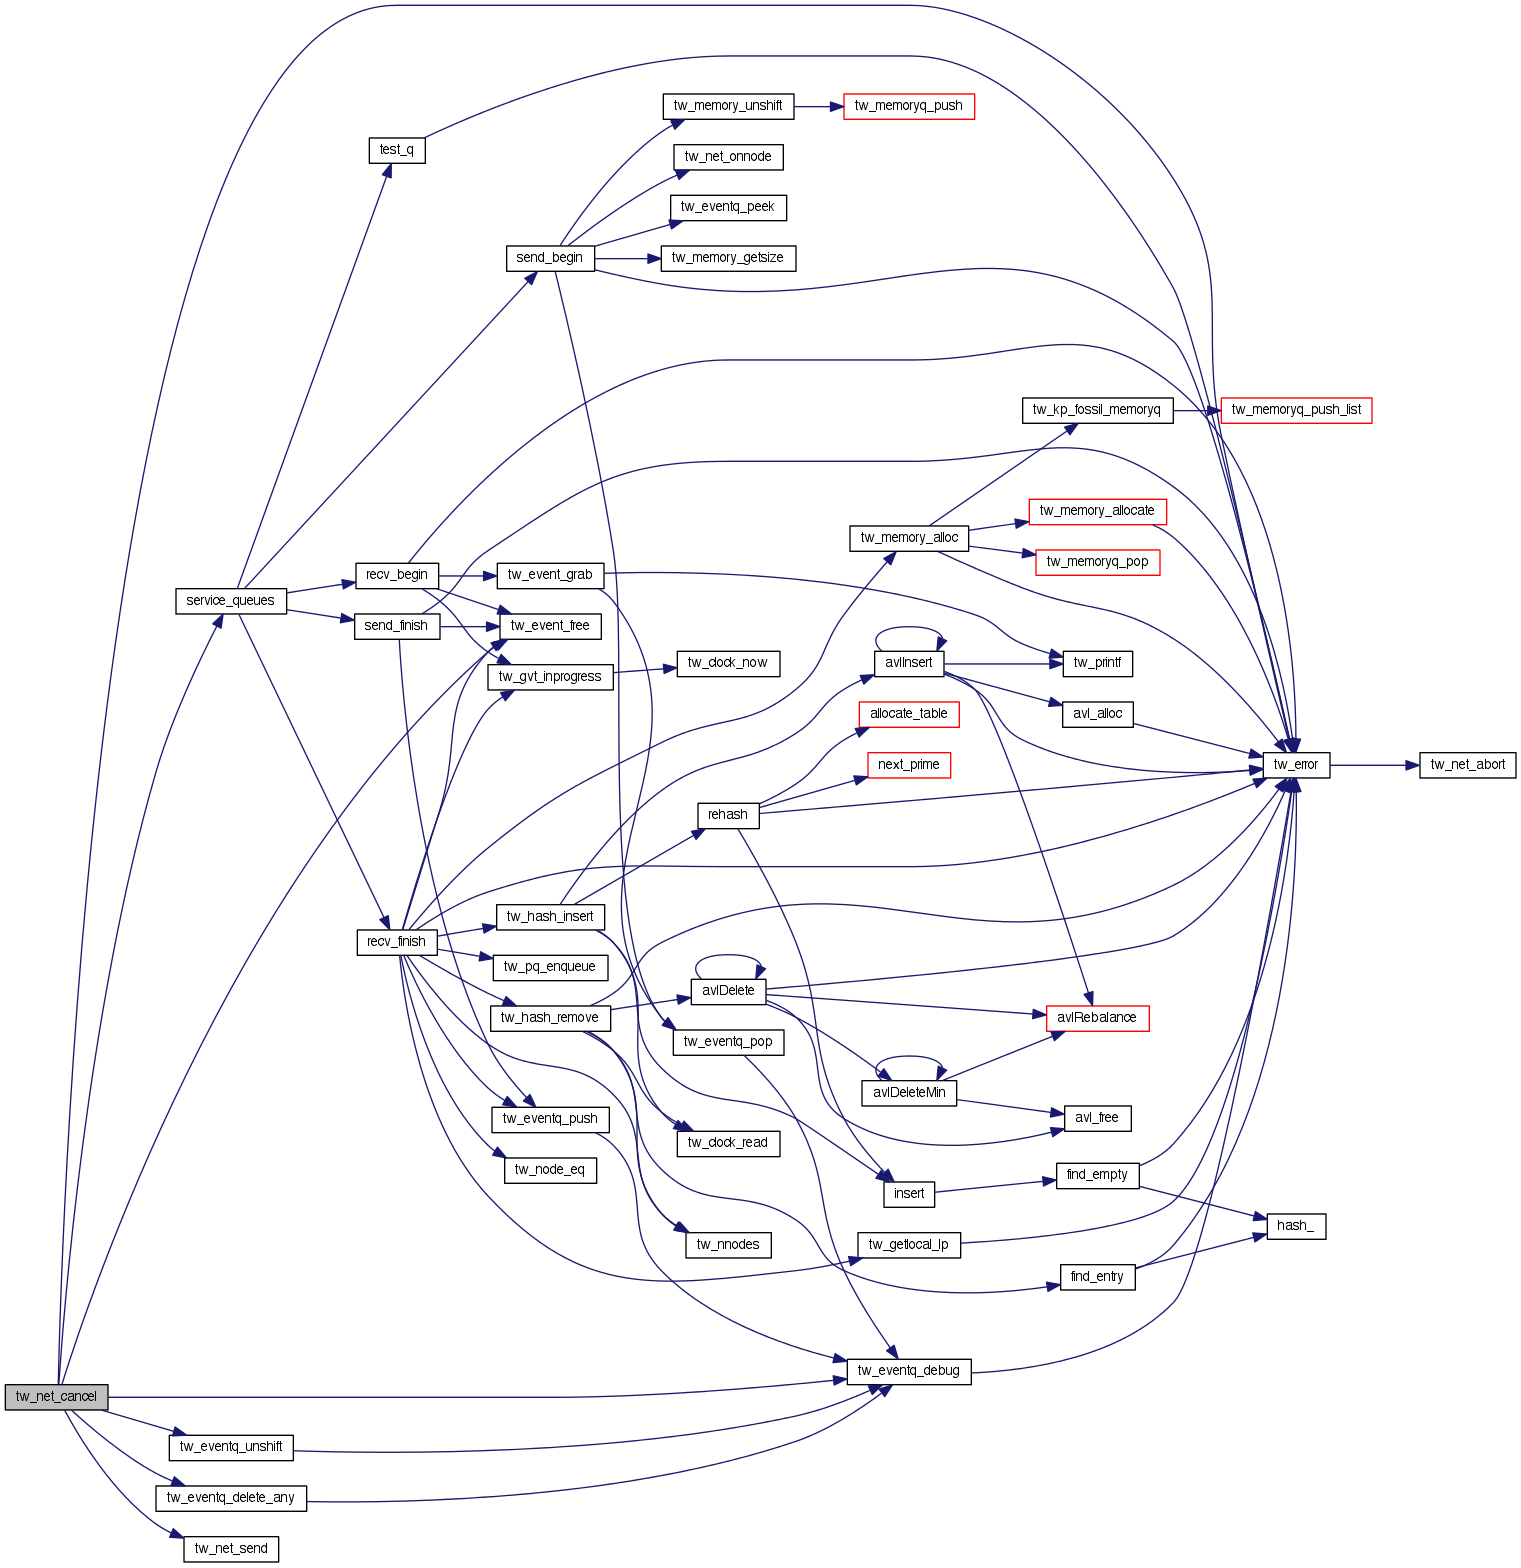 tw_memory_unshift
tw_memoryq_push
test_q
tw_net_onnode
tw_eventq_peek
send_begin
tw_memory_getsize
tw_kp_fossil_memoryq
tw_memoryq_push_list
tw_memory_allocate
tw_memory_alloc
tw_memoryq_pop
recv_begin
tw_event_grab
service_queues
send_finish
tw_event_free
tw_clock_now
avlInsert
tw_printf
tw_gvt_inprogress
allocate_table
avl_alloc
next_prime
tw_error
tw_net_abort
rehash
tw_hash_insert
recv_finish
tw_pq_enqueue
avlDelete
tw_hash_remove
avlRebalance
tw_eventq_pop
avlDeleteMin
tw_eventq_push
avl_free
tw_clock_read
tw_node_eq
find_empty
insert
hash_
tw_nnodes
tw_getlocal_lp
find_entry
tw_eventq_debug
tw_net_cancel
tw_eventq_unshift
tw_eventq_delete_any
tw_net_send